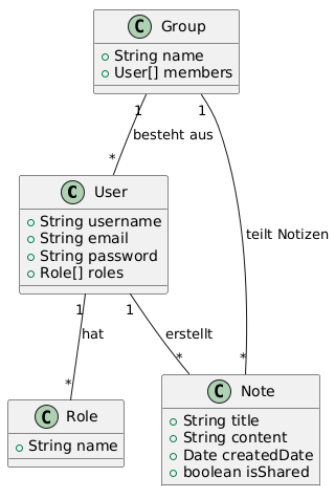 C Group
String name
User[] members
1
1
besteht aus
*
C User
String username
String email
String password
Role[] roles
teilt Notizen
1
1
hat
erstellt
*
*
*
C Role
String name
C Note
String title
String content
Date createdDate
boolean isShared